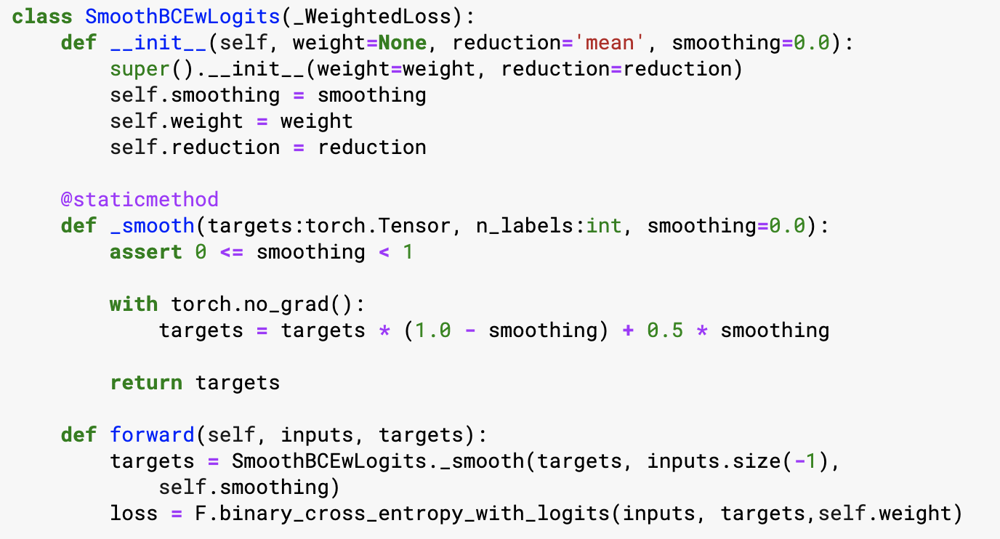 class SmoothBCEwLogits(_WeightedLoss):
    def __init__(self, weight=None, reduction='mean', smoothing=0.0):
        super().__init__(weight=weight, reduction=reduction)
        self.smoothing = smoothing
        self.weight = weight
        self.reduction = reduction

    @staticmethod
    def _smooth(targets:torch.Tensor, n_labels:int, smoothing=0.0):
        assert 0 <= smoothing < 1

        with torch.no_grad():
            targets = targets * (1.0 - smoothing) + 0.5 * smoothing

        return targets

    def forward(self, inputs, targets):
        targets = SmoothBCEwLogits._smooth(targets, inputs.size(-1),
            self.smoothing)
        loss = F.binary_cross_entropy_with_logits(inputs, targets,self.weight)